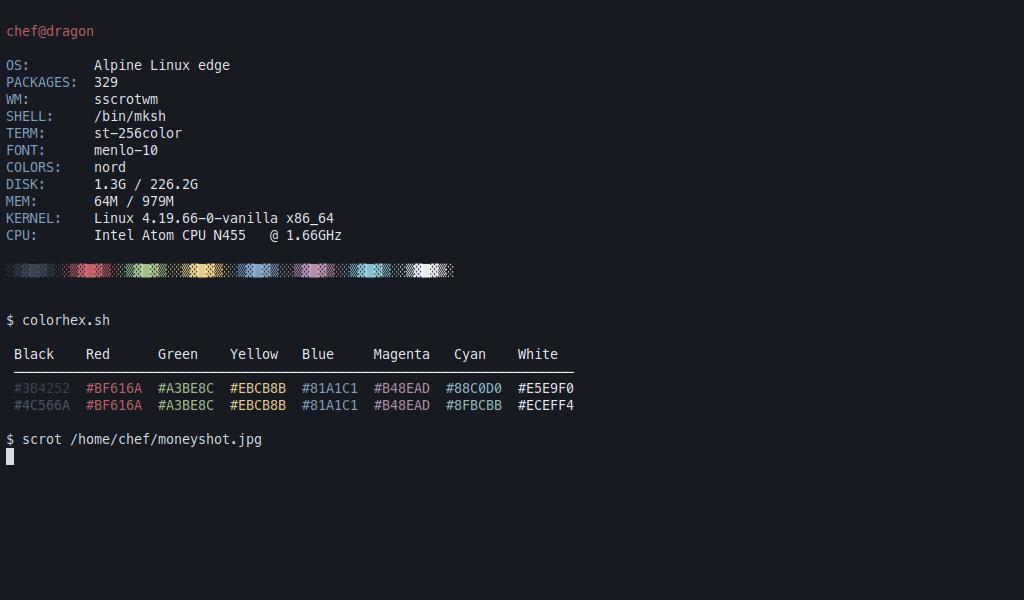 chef@dragon
OS: Alpine Linux edge
PACKAGES: 329
WM: sscrotwm
SHELL: /bin/mksh
TERM: st-256color
FONT: menlo-10
COLORS: nord
DISK: 1.3G / 226.2G
MEM: 64M / 979M
KERNEL: Linux 4.19.66-0-vanilla x86_64
CPU: Intel Atom CPU N455 @ 1.66GHz
$ colorhex.sh
Black Red Green Yellow Blue Magenta Cyan White
#3B4252 #BF616A #A3BE8C #EBCB8B #81A1C1 #B48EAD #88C0D0 #E5E9F0
#4C566A #BF616A #A3BE8C #EBCB8B #81A1C1 #B48EAD #8FBCBB #ECEFF4
$ scrot /home/chef/moneyshot.jpg